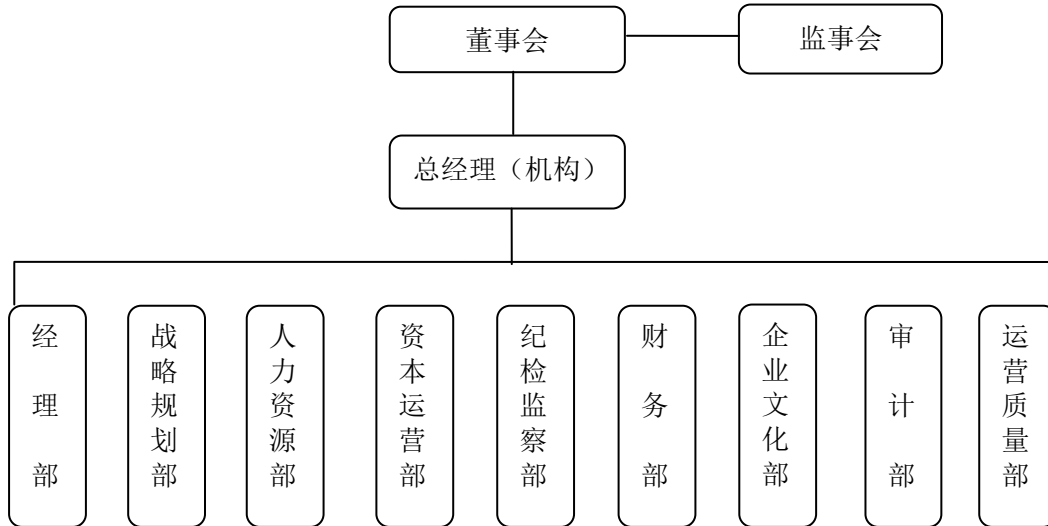 董事会
监事会
总经理（机构）
经理部
战略规划部
人力资源部
资本运营部
纪检监察部
财务部
企业文化部
审计部
运营质量部